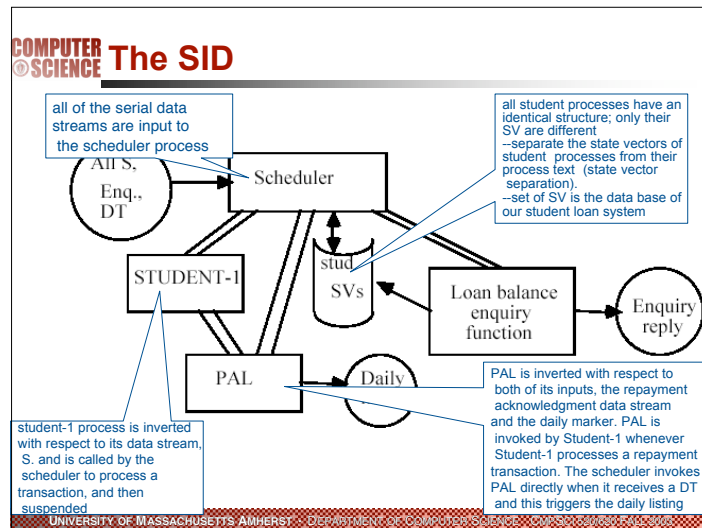 COMPUTER
SCIENCE
The SID
all of the serial data
streams are input to
the scheduler process
all student processes have an
identical structure; only their
SV are different
--separate the state vectors of
student processes from their
process text (state vector
separation).
--set of SV is the data base of
our student loan system
All S,
Enq.,
DT
Scheduler
STUDENT-1
stud
SVs
Loan balance
enquiry
function
Enquiry
reply
PAL
Daily
student-1 process is inverted
with respect to its data stream,
S. and is called by the
scheduler to process a
transaction, and then
suspended
PAL is inverted with respect to
both of its inputs, the repayment
acknowledgment data stream
and the daily marker. PAL is
invoked by Student-1 whenever
Student-1 processes a repayment
transaction. The scheduler invokes
PAL directly when it receives a DT
and this triggers the daily listing
UNIVERSITY OF MASSACHUSETTS AMHERST • DEPARTMENT OF COMPUTER SCIENCE • CMPSCI 520/620 FALL 2003